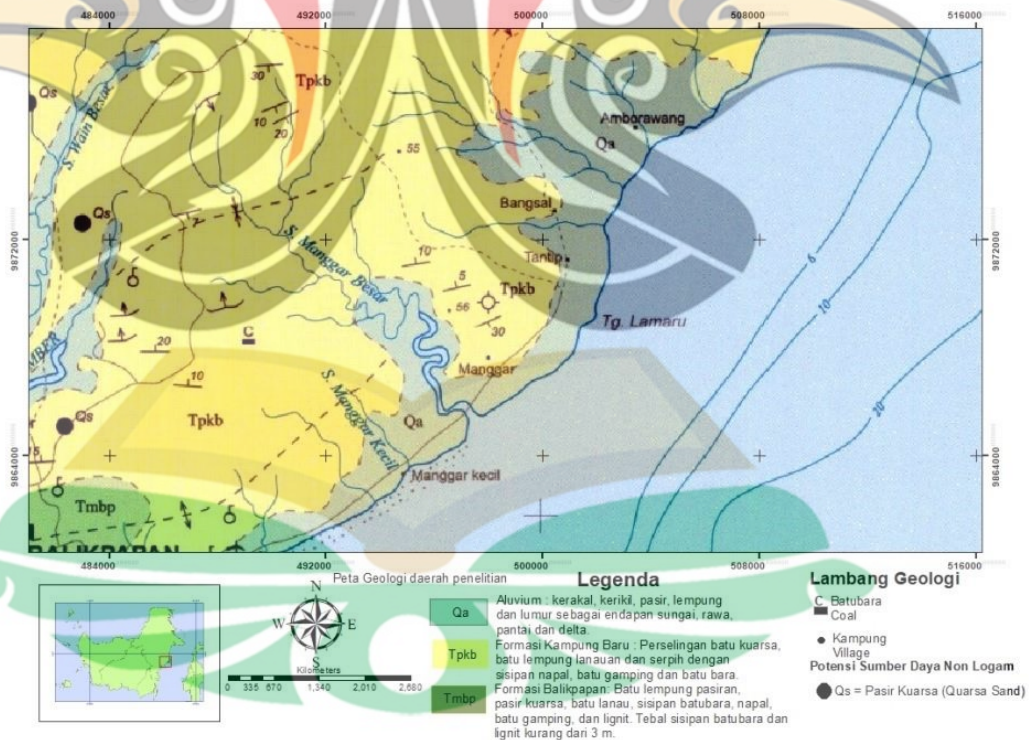 484000 492000 500000 508000 516000
30 Tpkb
Qs
S. Wain Besar
10
20
Amborawang
Qa
55
Bangsal
Qs
9872000 9872000
S. Manggar Besar
10
Tantip
6
5
Tpkb
56
10
30
Tg. Lamaru
C
20
Manggar
10
S. Manggar Kecil
20
Qs
Tpkb
Qa
9864000 9864000
15
Manggar kecil
Tmbp
BALIKPAPAN
484000 492000 500000 508000 516000
Peta Geologi daerah penelitian
N
W E
S
Kilometers
0 335 670 1,340 2,010 2,680
Legenda
Qa
Aluvium : kerakal, kerikil, pasir, lempung
dan lumur sebagai endapan sungai, rawa,
pantai dan delta.
Tpkb
Formasi Kampung Baru : Perselingan batu kuarsa,
batu lempung lanauan dan serpih dengan
sisipan napal, batu gamping dan batu bara.
Tmbp
Formasi Balikpapan: Batu lempung pasiran,
pasir kuarsa, batu lanau, sisipan batubara, napal,
batu gamping, dan lignit. Tebal sisipan batubara dan
lignit kurang dari 3 m.
Lambang Geologi
C Batubara
Coal
Kampung
Village
Potensi Sumber Daya Non Logam
Qs = Pasir Kuarsa (Quarsa Sand)